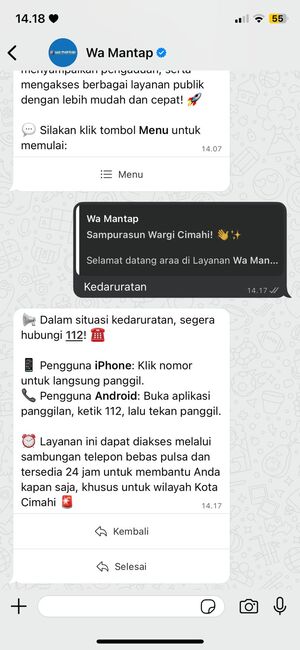 14.18
55
Wa Mantap
WA MANTAP
menyampaikan pengaduan, serta
mengakses berbagai layanan publik
dengan lebih mudah dan cepat! 🚀
💬 Silakan klik tombol Menu untuk
memulai:
14.07
Menu
Wa Mantap
Sampurasun Wargi Cimahi! 👋✨
Selamat datang araa di Layanan Wa Man...
Kedaruratan
14.17
📢 Dalam situasi kedaruratan, segera
hubungi 112! ☎️
📱 Pengguna iPhone: Klik nomor
untuk langsung panggil.
📞 Pengguna Android: Buka aplikasi
panggilan, ketik 112, lalu tekan panggil.
⏰ Layanan ini dapat diakses melalui
sambungan telepon bebas pulsa dan
tersedia 24 jam untuk membantu Anda
kapan saja, khusus untuk wilayah Kota
Cimahi 🚨
14.17
Kembali
Selesai